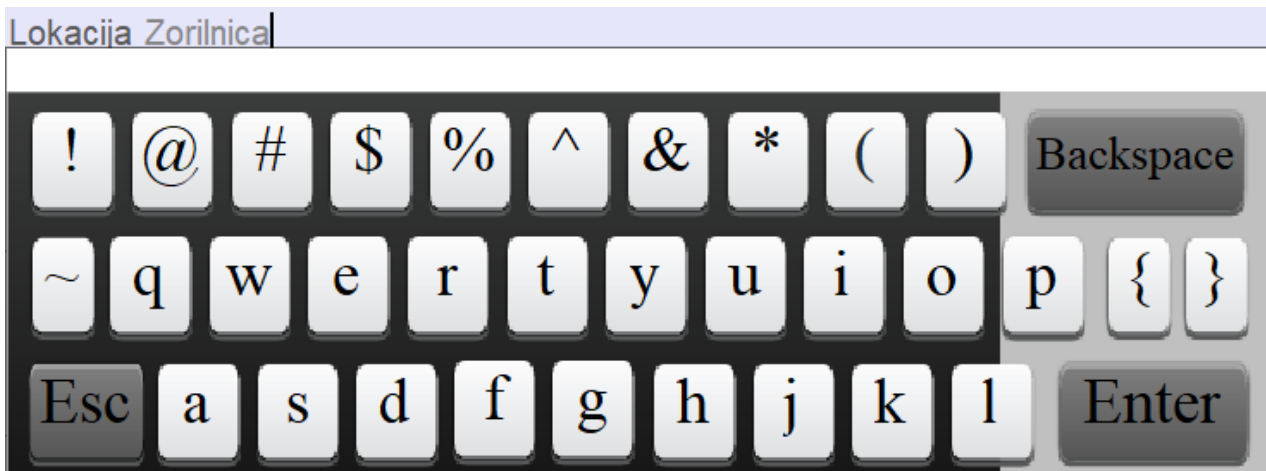 Lokacija Zorilnica
! @ # $ % ^ & * ( ) Backspace
~ q w e r t y u i o p { }
Esc a s d f g h j k l Enter